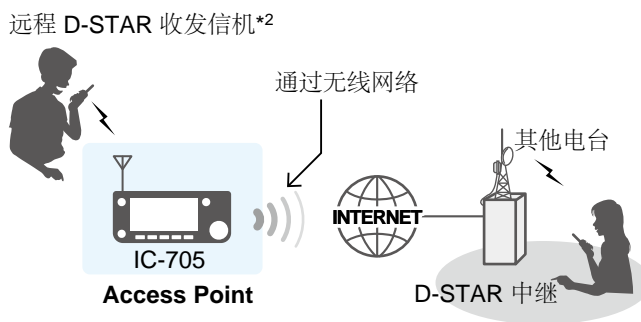 远程 D-STAR 收发信机*2
通过无线网络
其他电台
INTERNET
IC-705
Access Point
D-STAR 中继